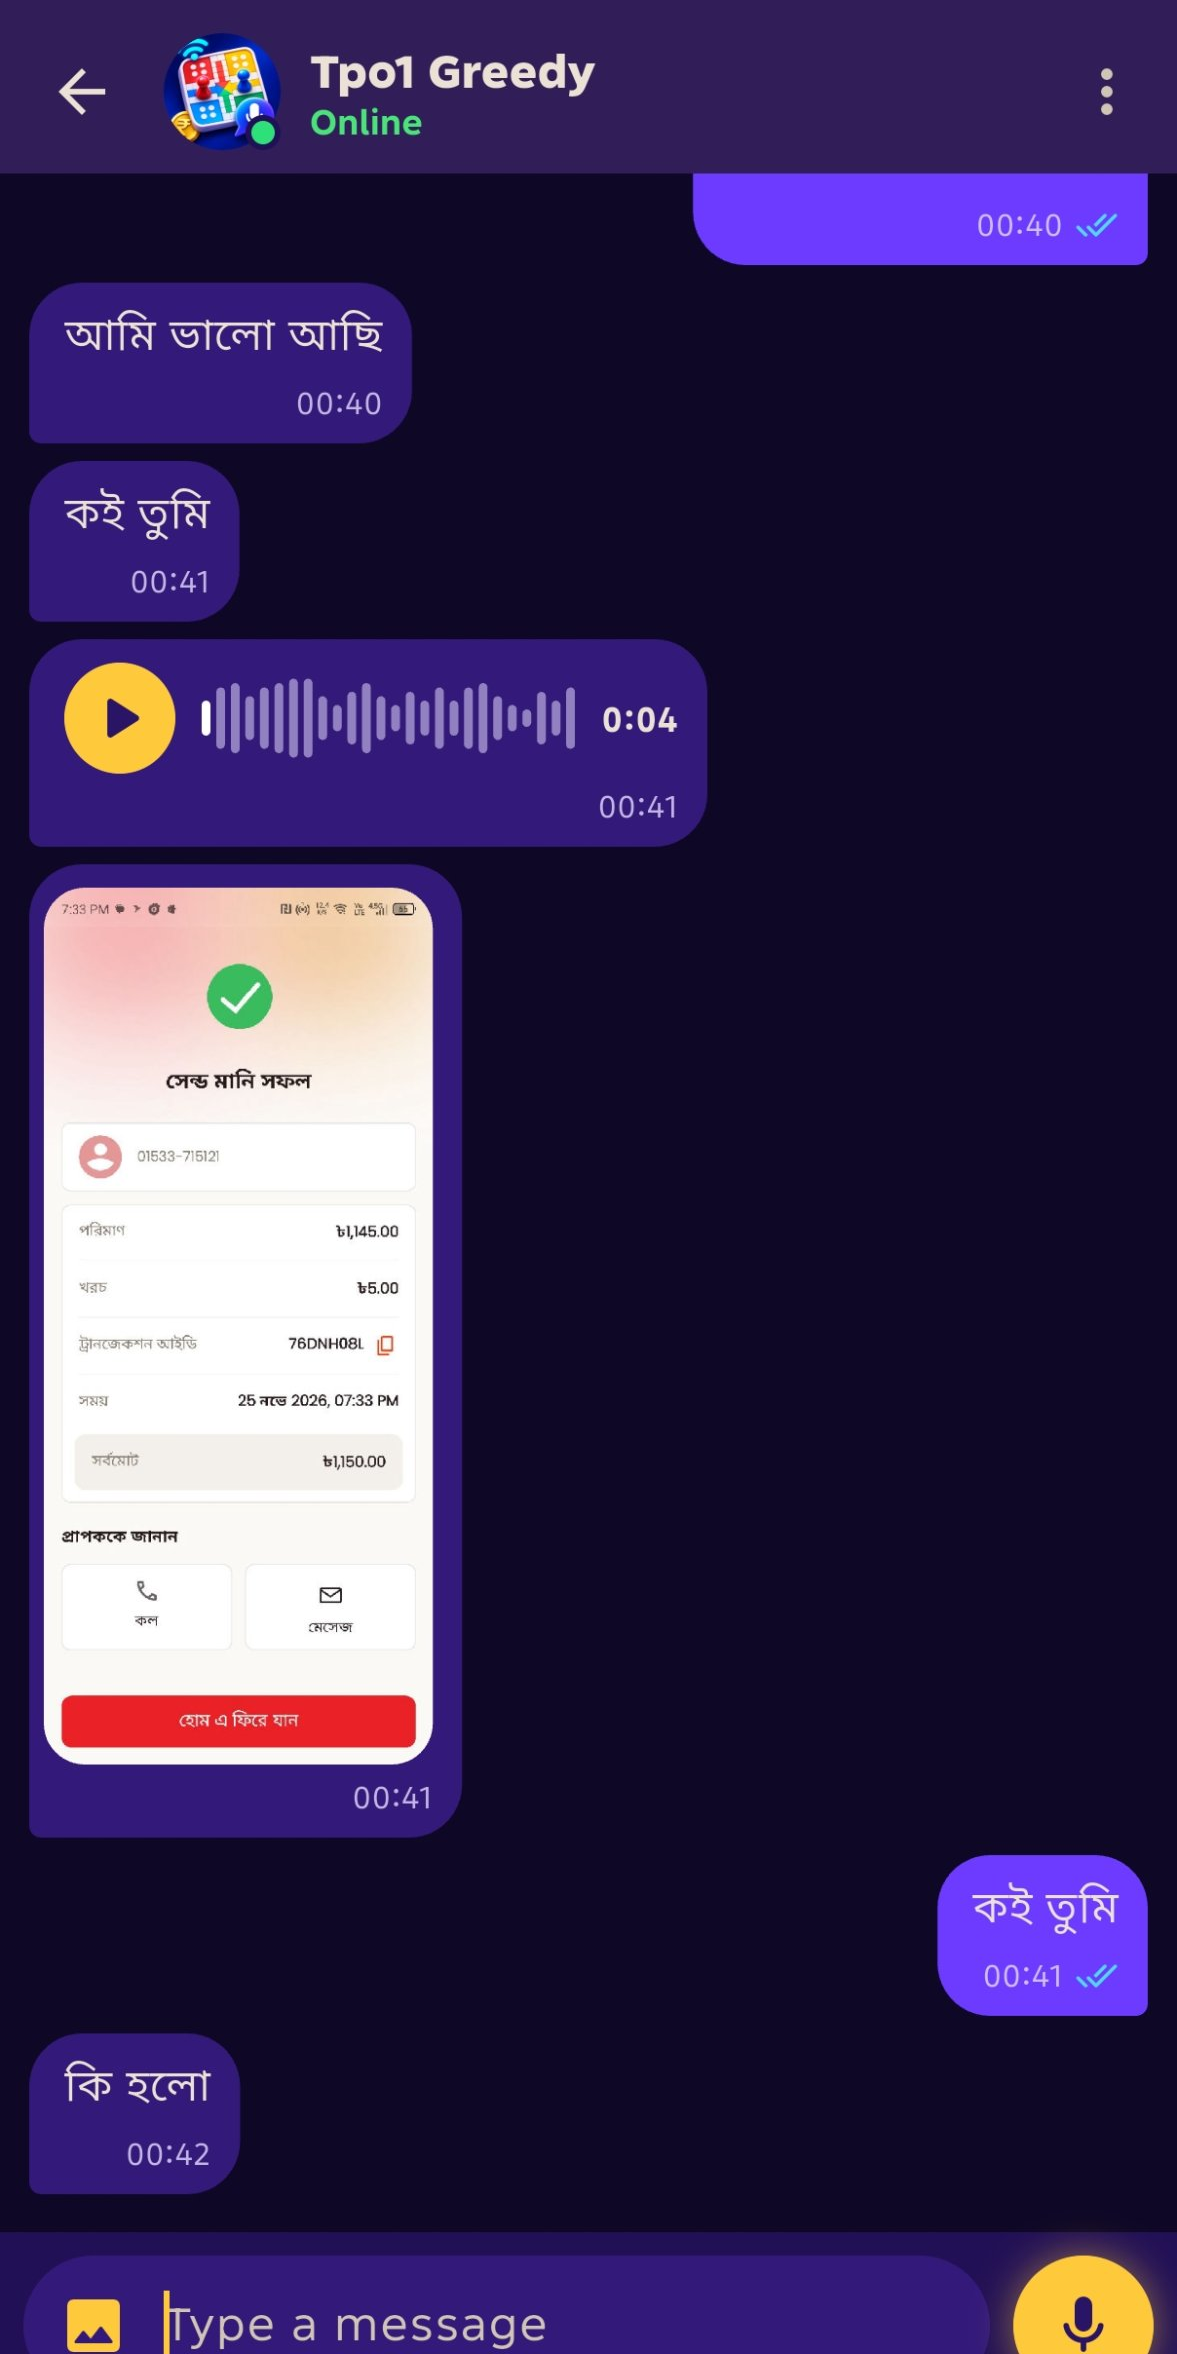 Tpo1 Greedy
Online
00:40
আমি ভালো আছি
00:40
কই তুমি
00:41
0:04
00:41
7:33 PM
সেন্ড মানি সফল
01533-715121
পরিমাণ ৳1,145.00
খরচ ৳5.00
ট্রানজেকশন আইডি 76DNH08L
সময় 25 নভে 2026, 07:33 PM
সর্বমোট ৳1,150.00
প্রাপককে জানান
কল মেসেজ
হোম এ ফিরে যান
00:41
কই তুমি
00:41
কি হলো
00:42
Type a message